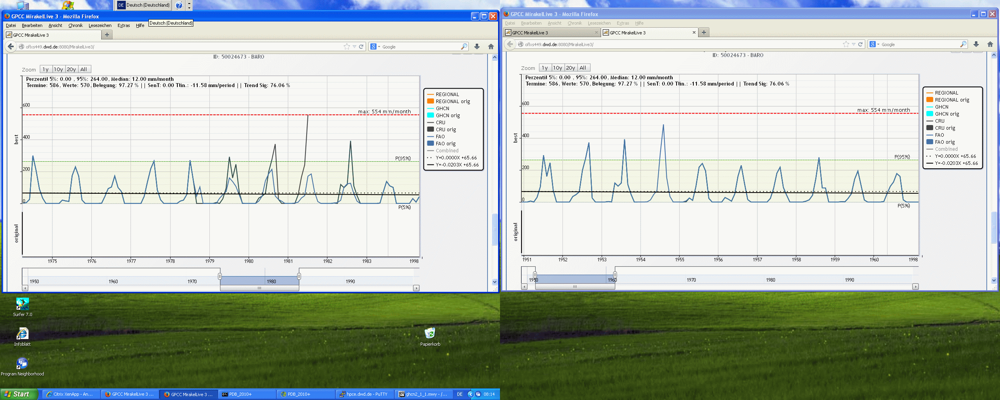 DE Deutsch (Deutschland)
GPCC MirakelLive 3 - Mozilla Firefox
Deutsch (Deutschland)
Datei Bearbeiten Ansicht Chronik Lesezeichen Extras Hilfe
GPCC MirakelLive 3
oflxs449.dwd.de:8080/MirakelLive3/
Google
ID: 50024673 - BARO
Zoom 1y 10y 20y All
Perzentil 5%: 0.00 , 95%: 264.00, Median: 12.00 mm/month
Termine: 586, Werte: 570, Belegung: 97.27 % || SenT: 0.00 Tlin.: -11.58 mm/period || Trend Sig: 76.06 %
600
max: 554 mm/month
best
400
P(95%)
200
0
P(5%)
original
1975 1976 1977 1978 1979 1980 1981 1982 1983 1998
1950 1960 1970 1980 1990
REGIONAL
REGIONAL orig
GHCN
GHCN orig
CRU
CRU orig
FAO
FAO orig
Combined
Y=0.0000X +65.66
Y=-0.0203X +65.66
GPCC MirakelLive 3 - Mozilla Firefox
Datei Bearbeiten Ansicht Chronik Lesezeichen Extras Hilfe
GPCC MirakelLive 3
GPCC MirakelLive 3
oflxs449.dwd.de:8080/MirakelLive3/
Google
ID: 50024673 - BARO
Zoom 1y 10y 20y All
Perzentil 5%: 0.00 , 95%: 264.00, Median: 12.00 mm/month
Termine: 586, Werte: 570, Belegung: 97.27 % || SenT: 0.00 Tlin.: -11.58 mm/period || Trend Sig: 76.06 %
600
max: 554 mm/month
best
400
P(95%)
200
0
P(5%)
original
1951 1952 1953 1954 1955 1956 1957 1958 1959 1960 1998
1950 1960 1970 1980 1990
REGIONAL
REGIONAL orig
GHCN
GHCN orig
CRU
CRU orig
FAO
FAO orig
Combined
Y=0.0000X +65.66
Y=-0.0203X +65.66
Surfer 7.0
Infoblatt
Papierkorb
Program Neighborhood
Start
Citrix XenApp - An...
GPCC MirakelLive 3 ...
GPCC MirakelLive 3 ...
PDB_2010+
PDB_2010+
hpce.dwd.de - PuTTY
ghcn2_1_1.mwy - /...
DE
08:14